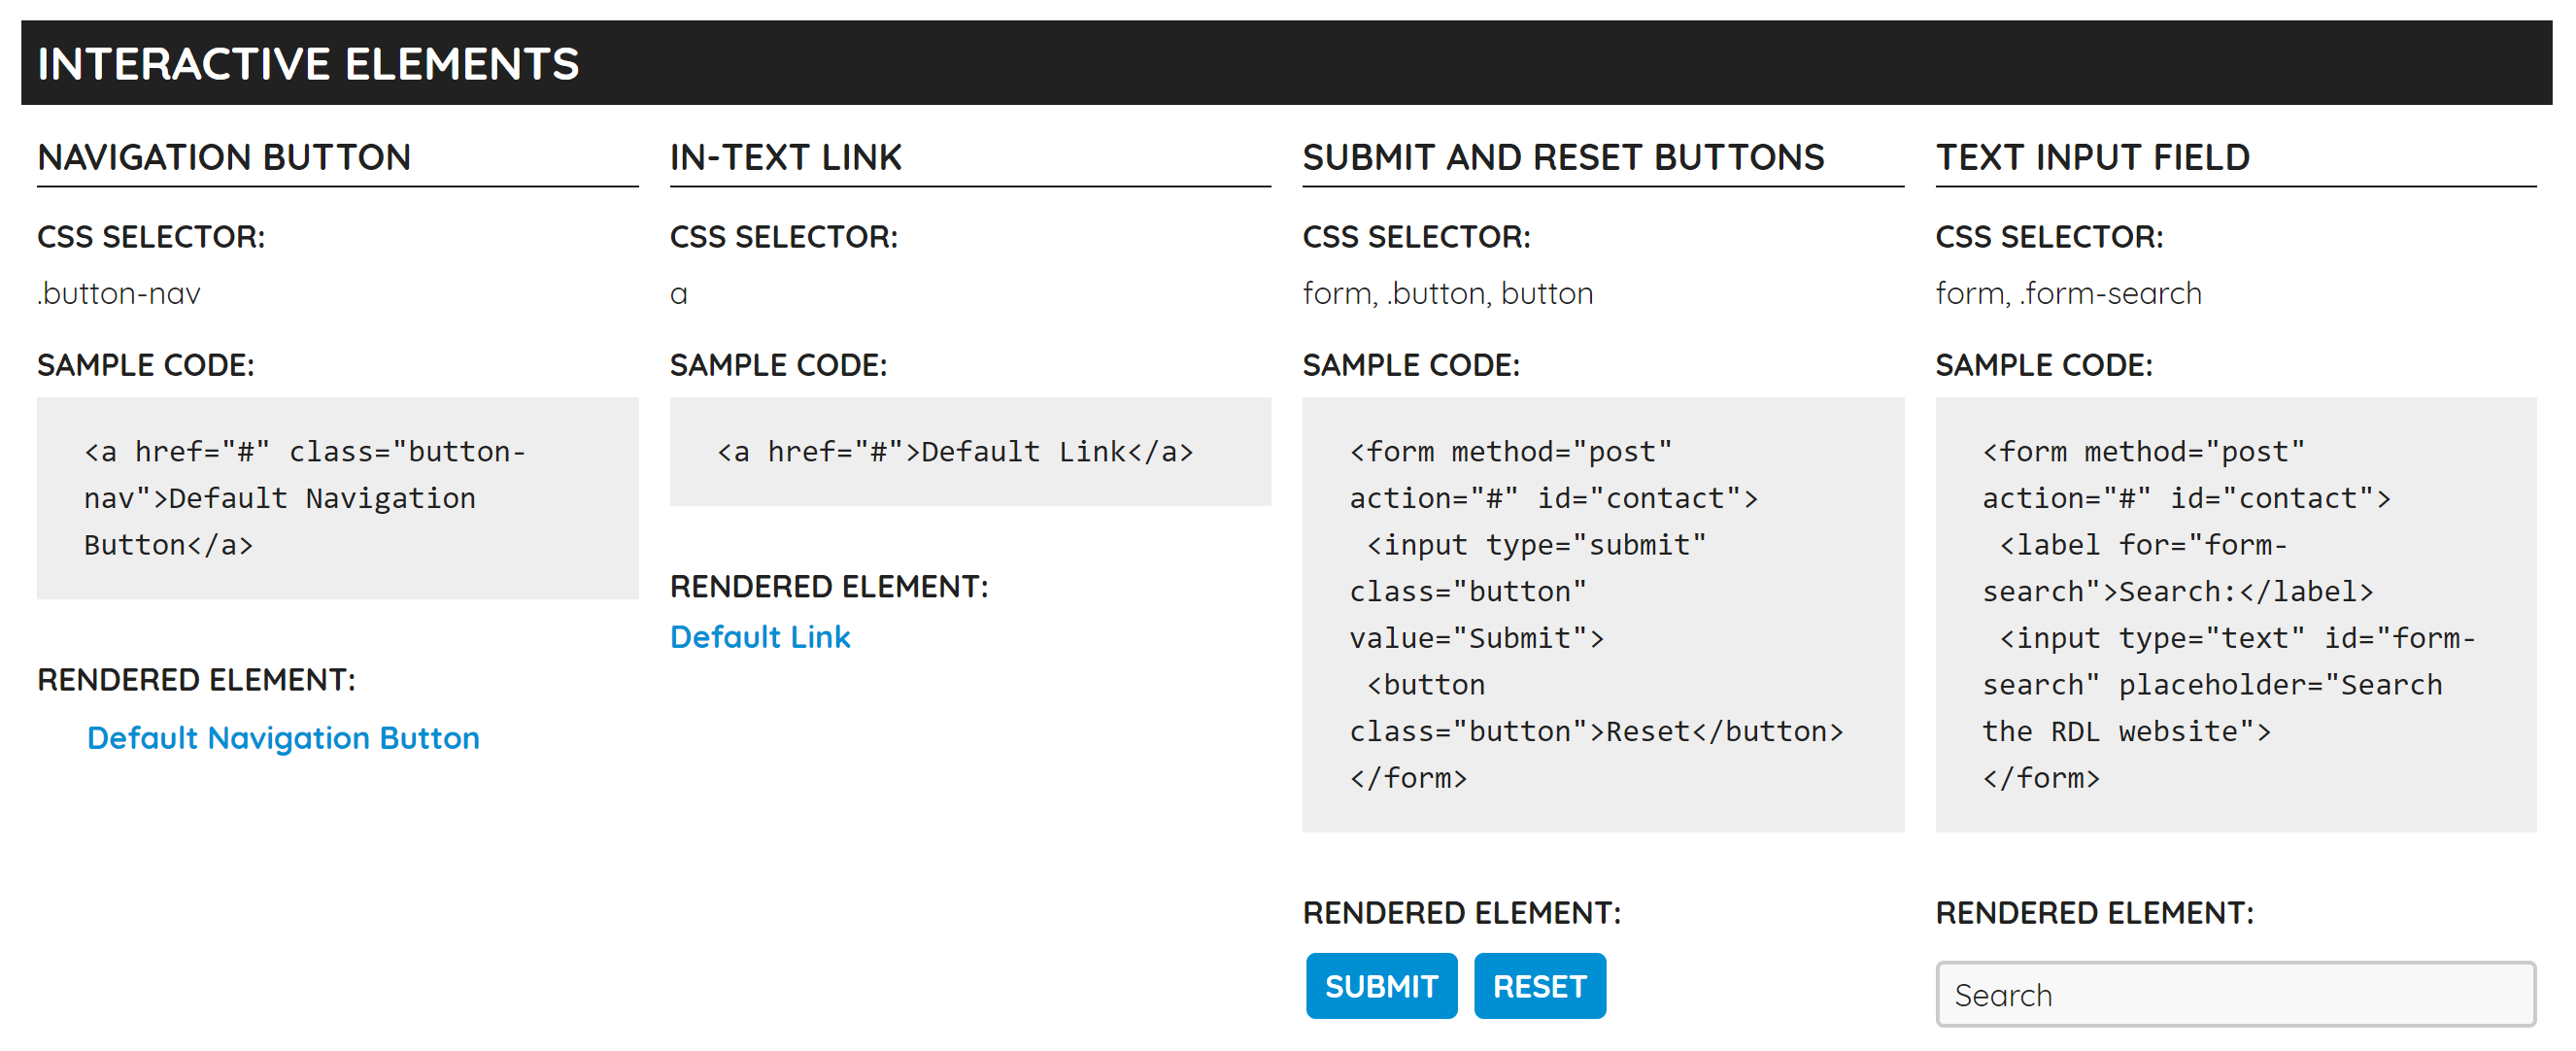 INTERACTIVE ELEMENTS
NAVIGATION BUTTON
CSS SELECTOR:
.button-nav
SAMPLE CODE:
<a href="#" class="button-
nav">Default Navigation
Button</a>
RENDERED ELEMENT:
Default Navigation Button
IN-TEXT LINK
CSS SELECTOR:
a
SAMPLE CODE:
<a href="#">Default Link</a>
RENDERED ELEMENT:
Default Link
SUBMIT AND RESET BUTTONS
CSS SELECTOR:
form, .button, button
SAMPLE CODE:
<form method="post"
action="#" id="contact">
 <input type="submit"
class="button"
value="Submit">
 <button
class="button">Reset</button>
</form>
RENDERED ELEMENT:
SUBMIT RESET
TEXT INPUT FIELD
CSS SELECTOR:
form, .form-search
SAMPLE CODE:
<form method="post"
action="#" id="contact">
 <label for="form-
search">Search:</label>
 <input type="text" id="form-
search" placeholder="Search
the RDL website">
</form>
RENDERED ELEMENT:
Search